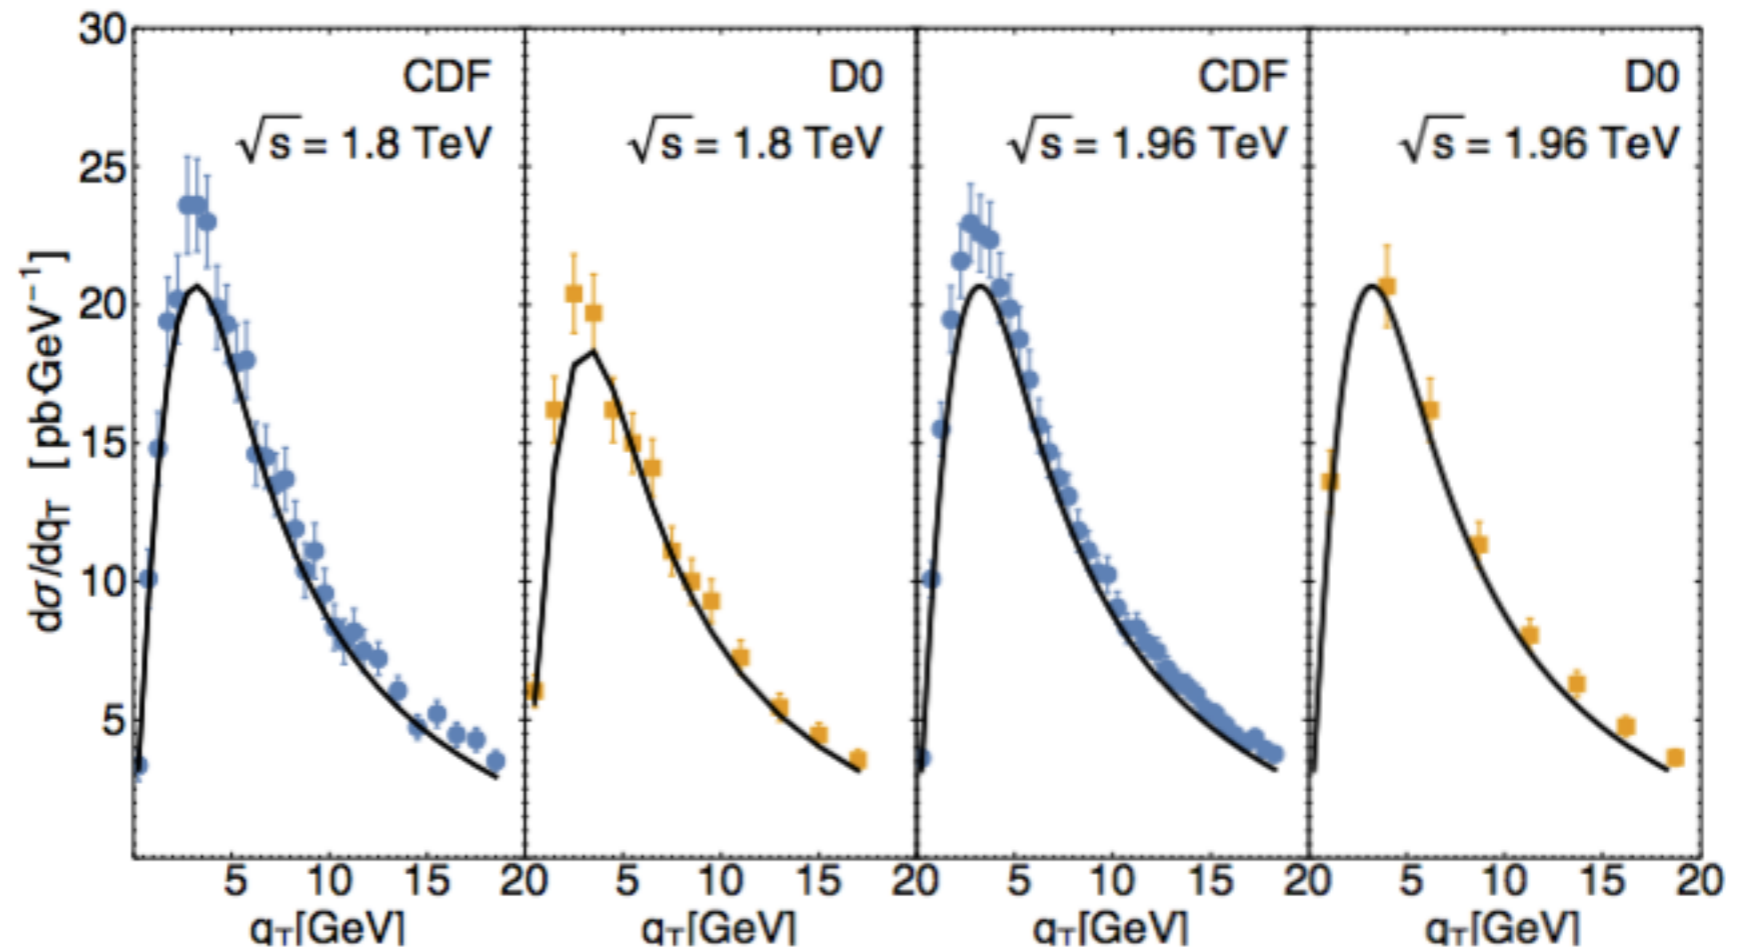 30
25
20
15
10
5
dσ/dqT [pb·GeV⁻¹]
CDF
√s = 1.8 TeV
D0
√s = 1.8 TeV
CDF
√s = 1.96 TeV
D0
√s = 1.96 TeV
5 10 15 20 5 10 15 20 5 10 15 20 5 10 15 20
qT[GeV] qT[GeV] qT[GeV] qT[GeV]